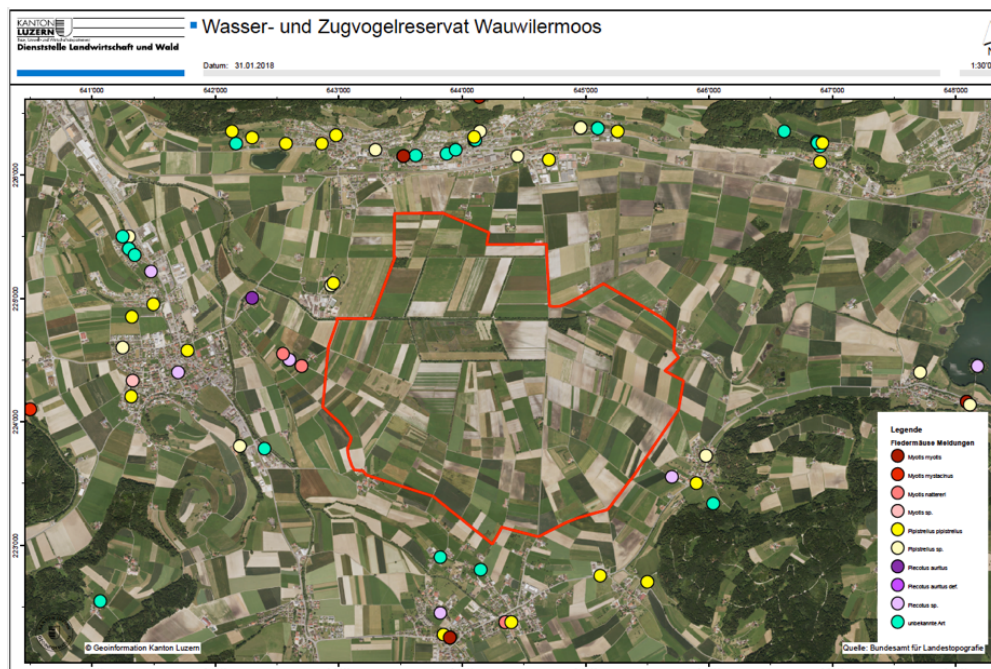 KANTON
LUZERN
Dienststelle Landwirtschaft und Wald
Wasser- und Zugvogelreservat Wauwilermoos
Datum: 31.01.2018
1:30'0
641'000 642'000 643'000 644'000 645'000 646'000 647'000 648'000
226'000
225'000
224'000
223'000
Legende
Fledermäuse Meldungen
Myotis myotis
Myotis mystacinus
Myotis nattereri
Myotis sp.
Pipistrellus pipistrellus
Pipistrellus sp.
Plecotus auritus
Plecotus auritus def.
Plecotus sp.
unbekannte Art
© Geoinformation Kanton Luzern
Quelle: Bundesamt für Landestopografie